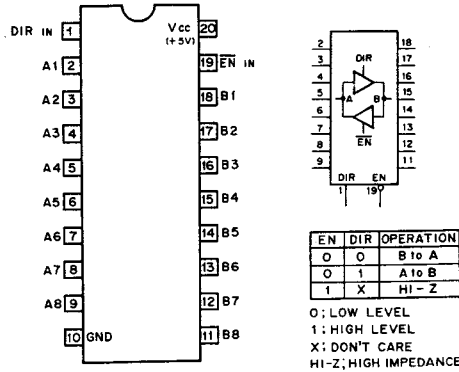 DIR IN 1 Vcc 20
(+5V)
A1 2 19 E̅N̅ IN
A2 3 18 B1
A3 4 17 B2
A4 5 16 B3
A5 6 15 B4
A6 7 14 B5
A7 8 13 B6
A8 9 12 B7
10 GND 11 B8
2 18
3 DIR 17
4 16
5 A B 15
6 14
7 13
8 E̅N̅ 12
9 11
DIR EN
1 19
EN DIR OPERATION
0 0 B to A
0 1 A to B
1 X HI - Z
0; LOW LEVEL
1; HIGH LEVEL
X; DON'T CARE
HI-Z; HIGH IMPEDANCE